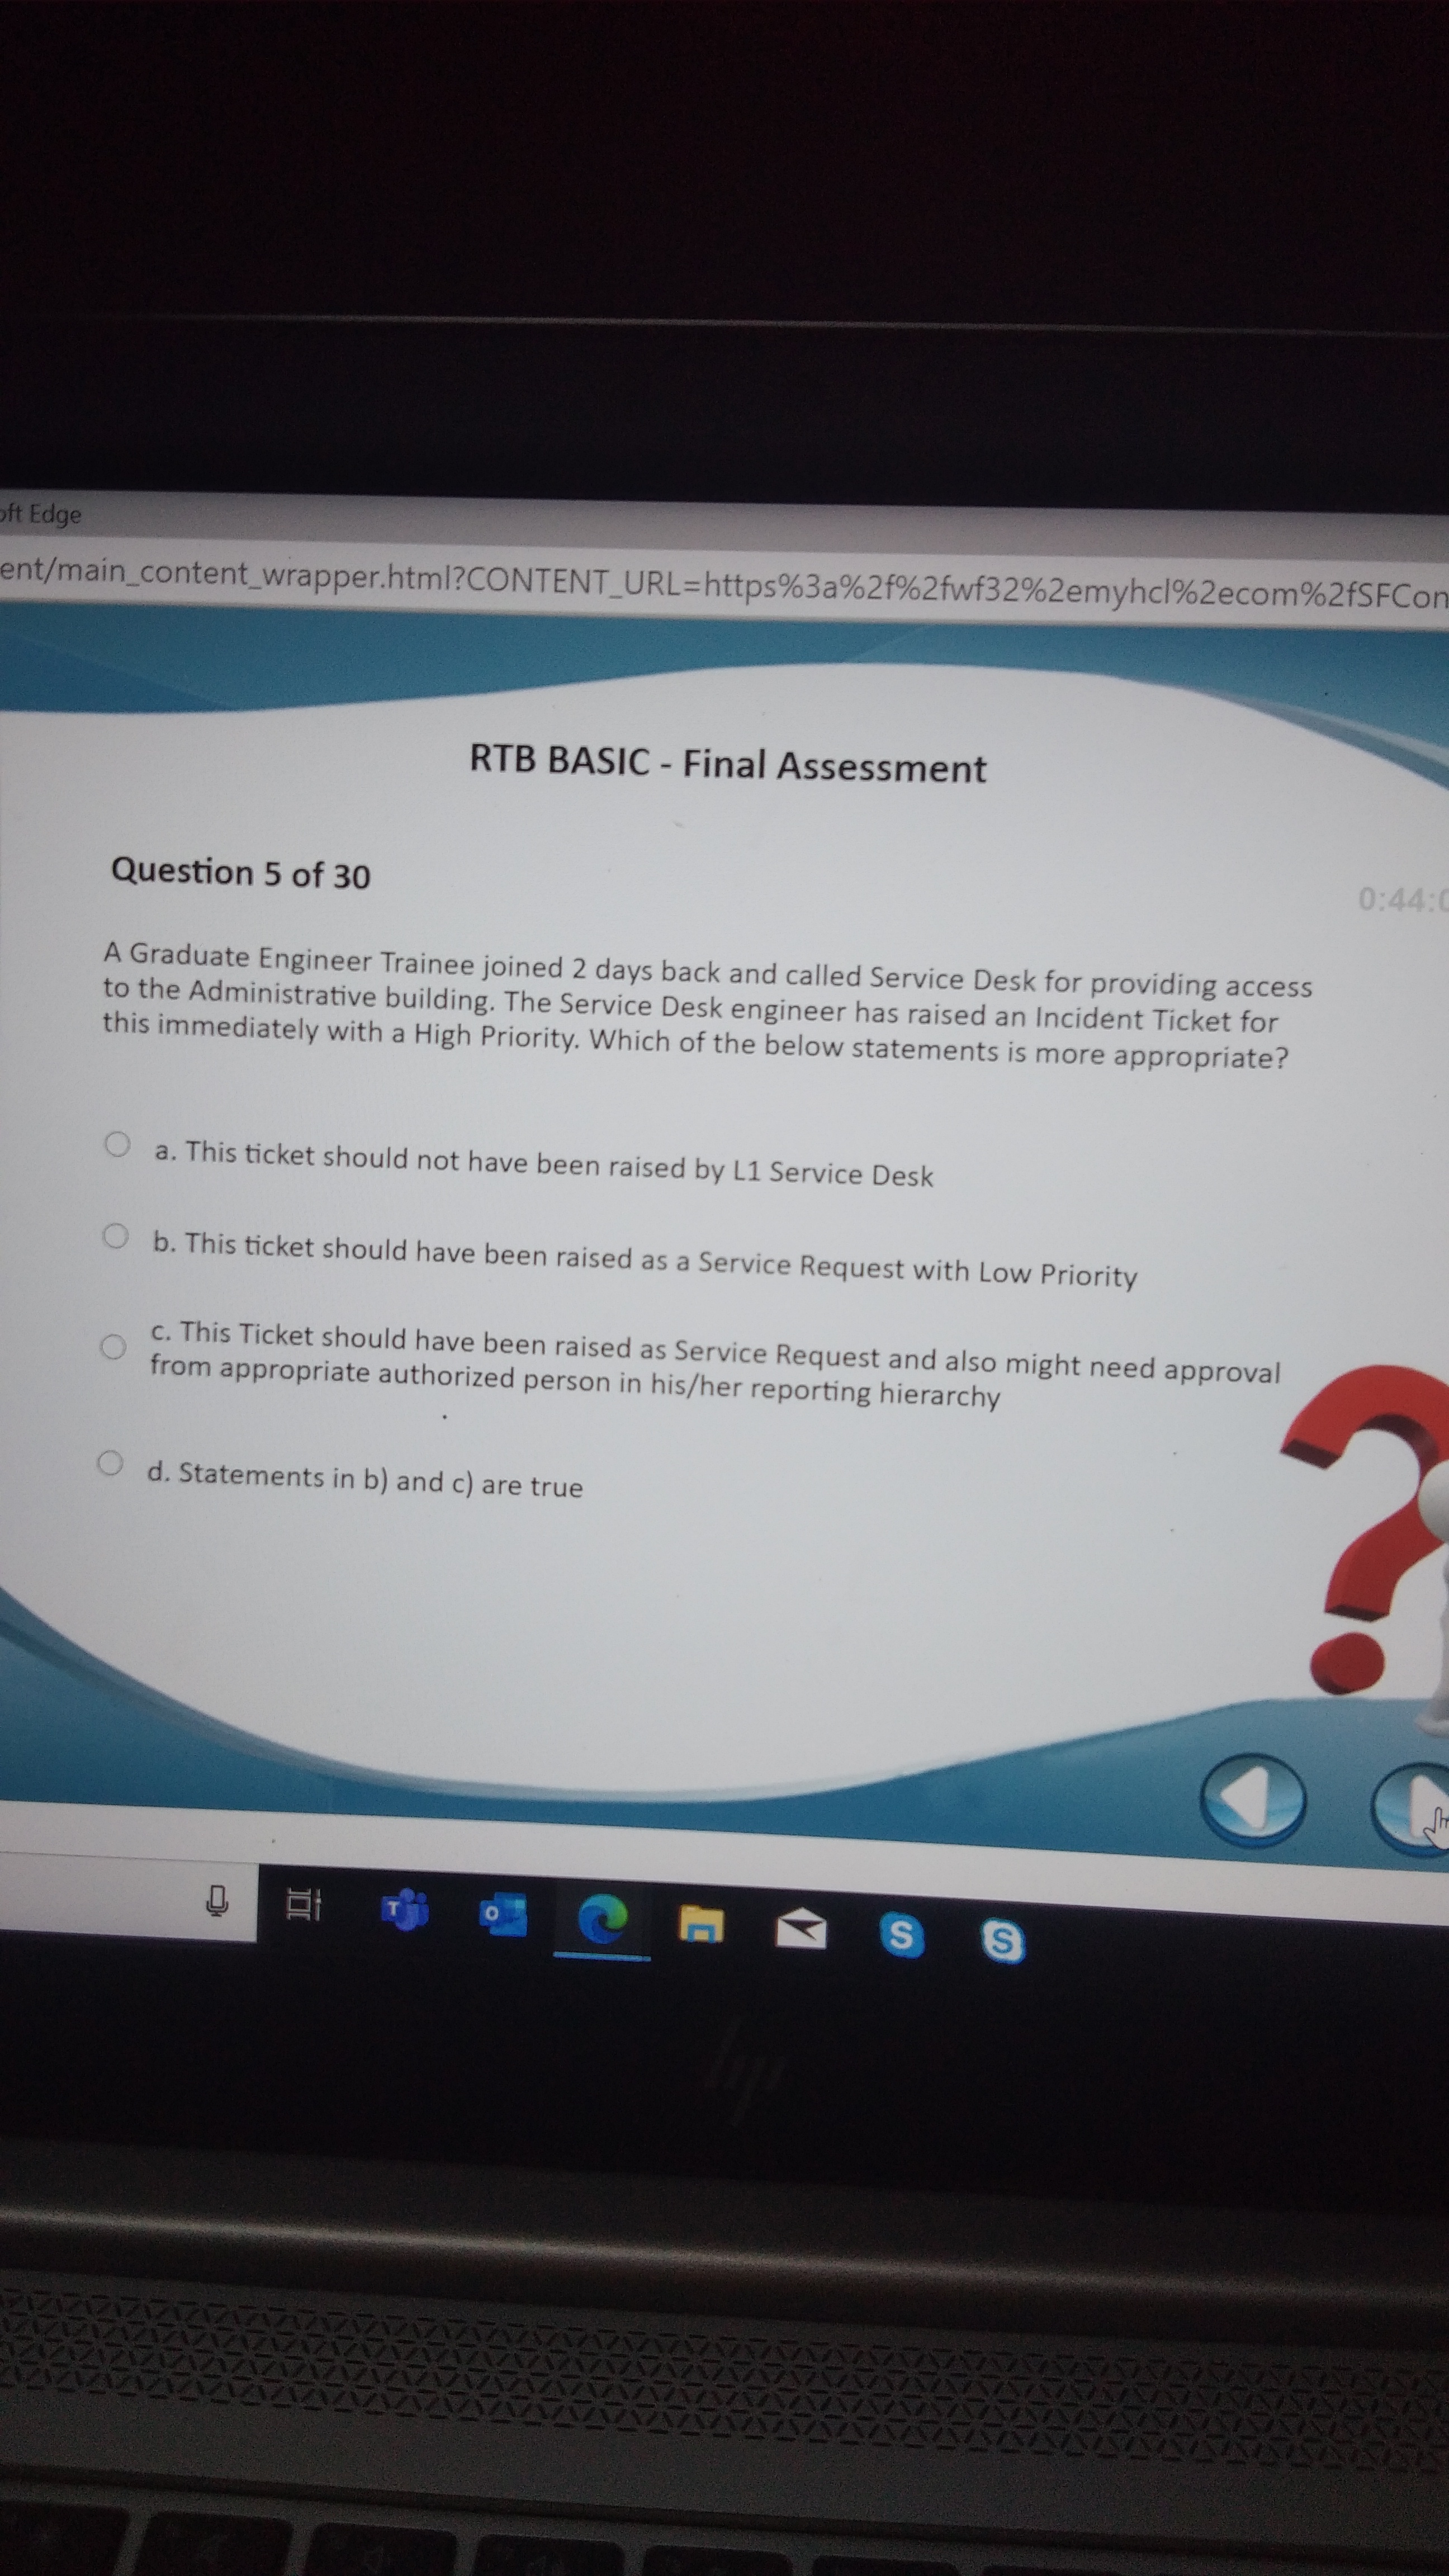 oft Edge
ent/main_content_wrapper.html?CONTENT_URL=https%3a%2f%2fwf32%2emyhcl%2ecom%2fSFCon
RTB BASIC - Final Assessment
Question 5 of 30
0:44:0
A Graduate Engineer Trainee joined 2 days back and called Service Desk for providing access
to the Administrative building. The Service Desk engineer has raised an Incident Ticket for
this immediately with a High Priority. Which of the below statements is more appropriate?
a. This ticket should not have been raised by L1 Service Desk
b. This ticket should have been raised as a Service Request with Low Priority
c. This Ticket should have been raised as Service Request and also might need approval
from appropriate authorized person in his/her reporting hierarchy
d. Statements in b) and c) are true
?
T
O
S
S
hp